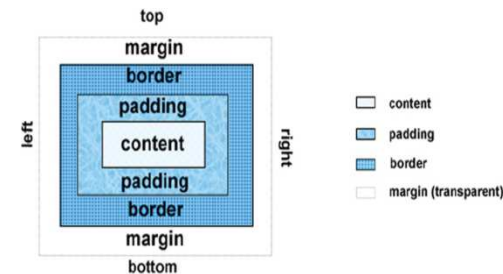 top
margin
border
padding
left
content
right
padding
border
margin
bottom
content
padding
border
margin (transparent)